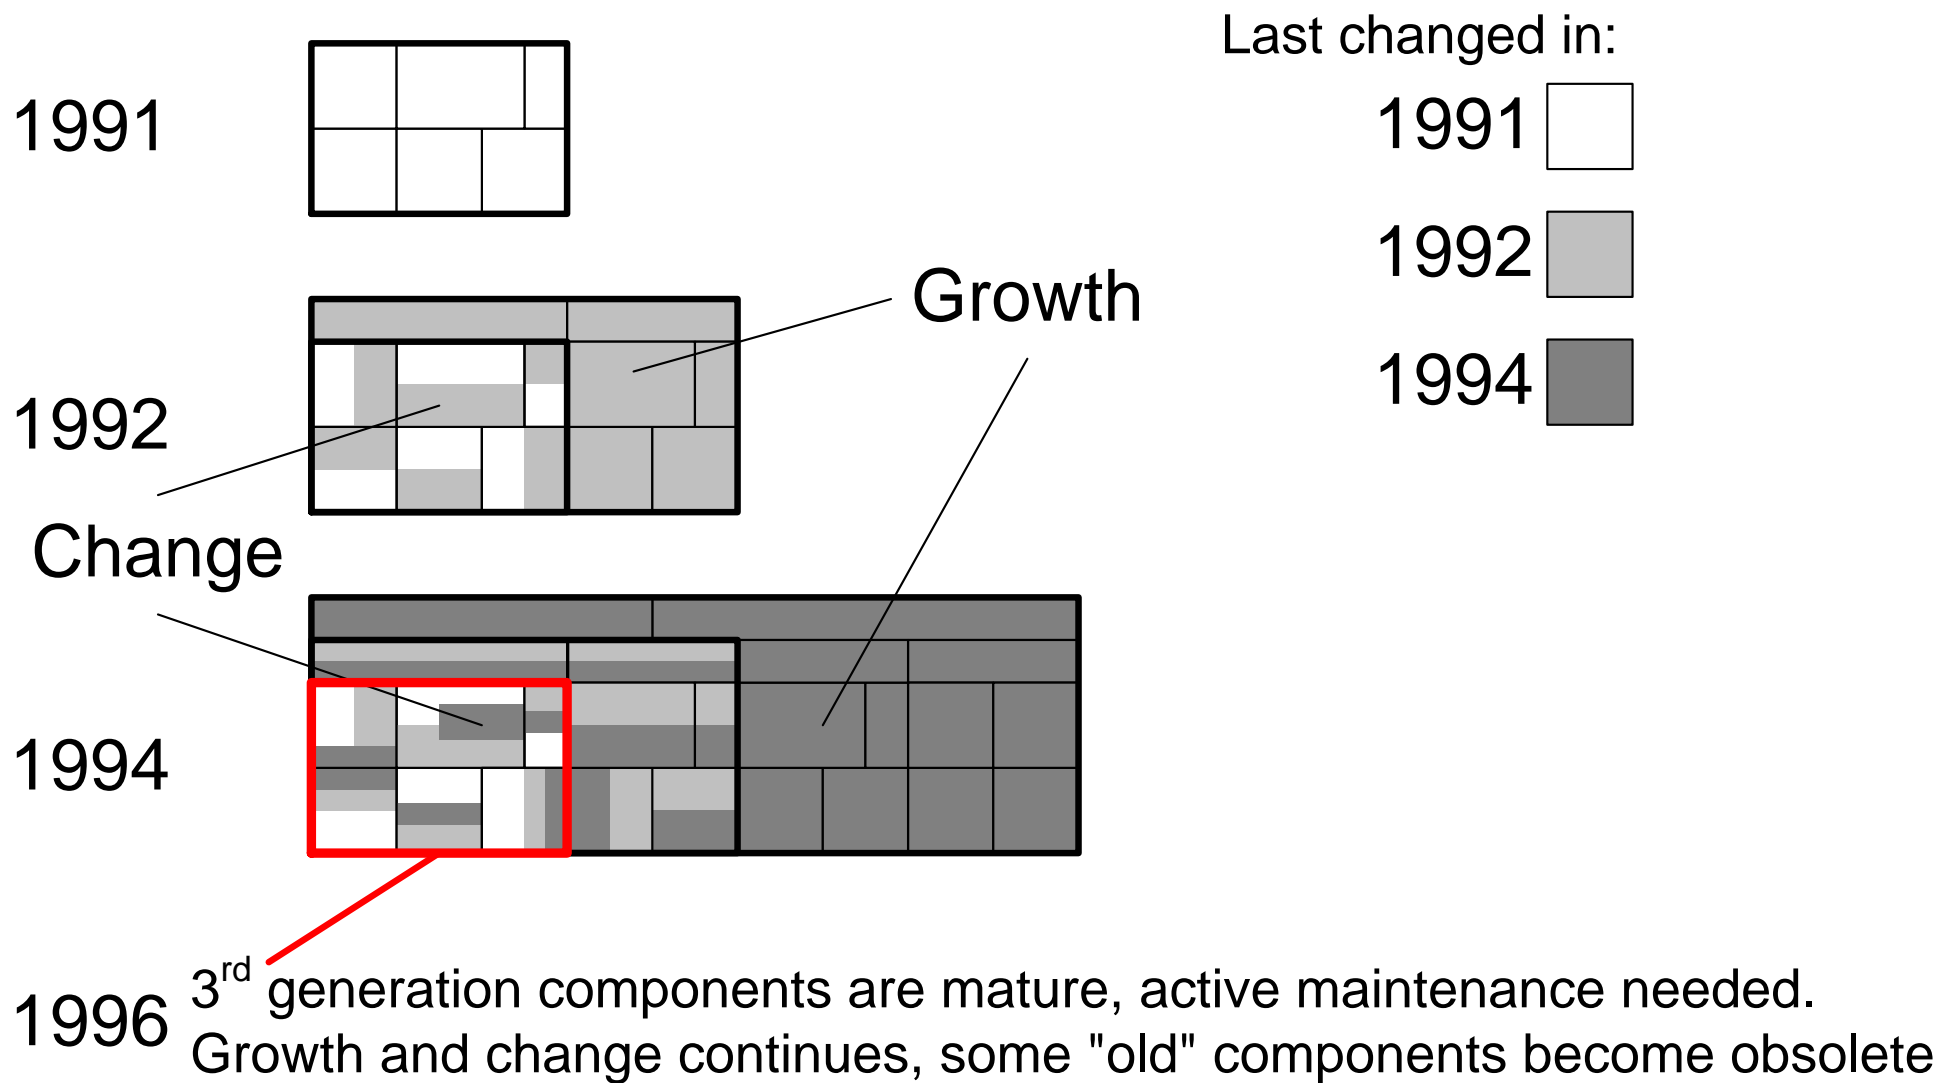 Last changed in:
1991
1991
1992
Growth
1992
1994
Change
1994
3rd generation components are mature, active maintenance needed.
1996
Growth and change continues, some "old" components become obsolete